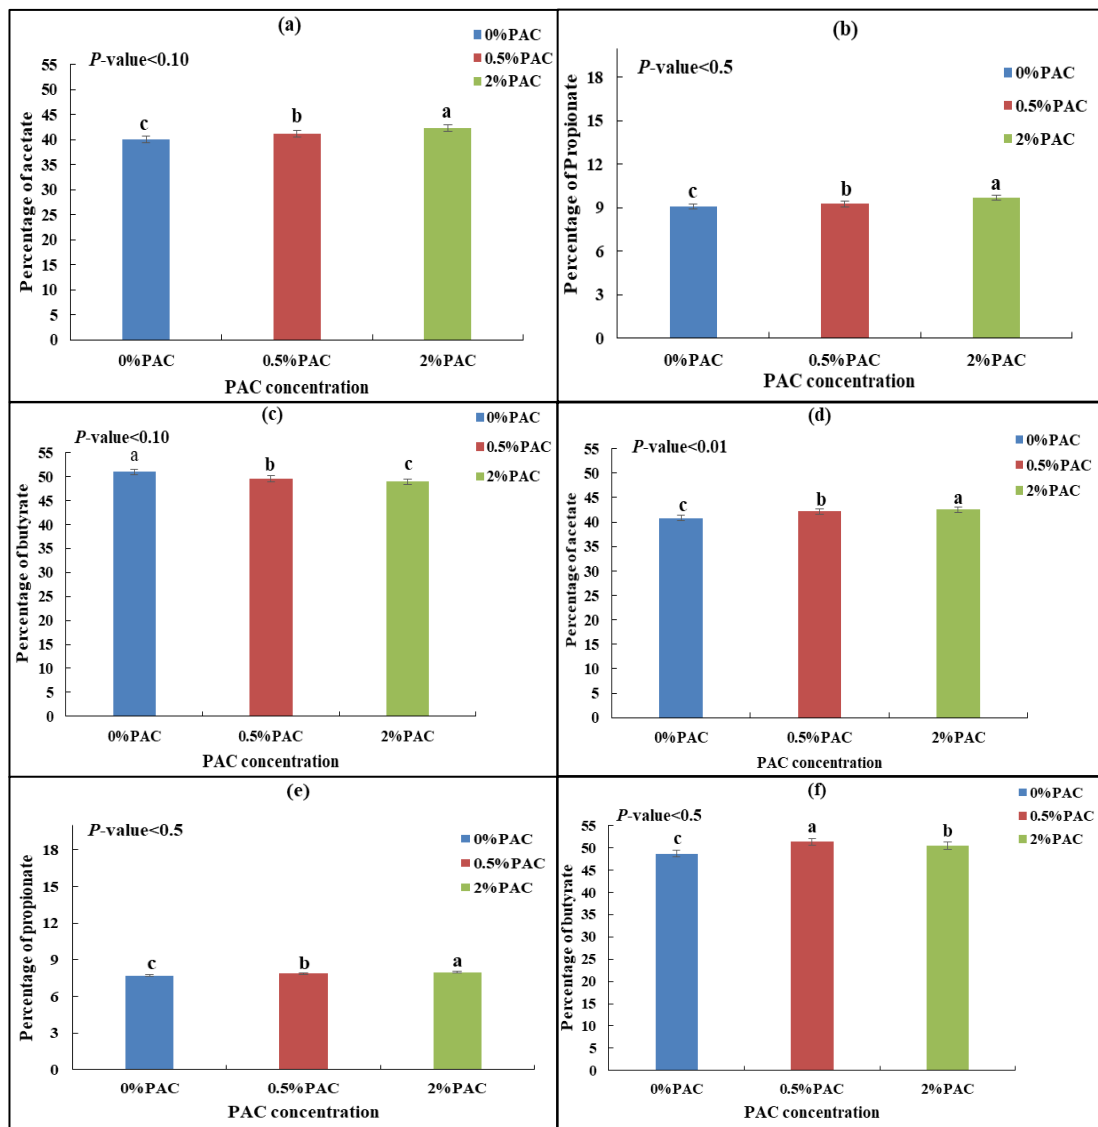 (a)
0%PAC
0.5%PAC
2%PAC
P-value<0.10
Percentage of acetate
55
50
45
40
35
30
25
20
15
10
5
0
c
b
a
0%PAC
0.5%PAC
2%PAC
PAC concentration
(b)
P-value<0.5
0%PAC
0.5%PAC
2%PAC
Percentage of Propionate
18
15
12
9
6
3
0
c
b
a
0%PAC
0.5%PAC
2%PAC
PAC concentration
(c)
0%PAC
0.5%PAC
2%PAC
P-value<0.10
Percentage of butyrate
55
50
45
40
35
30
25
20
15
10
5
0
a
b
c
0%PAC
0.5%PAC
2%PAC
PAC concentration
(d)
0%PAC
0.5%PAC
2%PAC
P-value<0.01
Percentage of acetate
55
50
45
40
35
30
25
20
15
10
5
0
c
b
a
0%PAC
0.5%PAC
2%PAC
PAC concentration
(e)
P-value<0.5
0%PAC
0.5%PAC
2%PAC
Percentage of propionate
18
15
12
9
6
3
0
c
b
a
0%PAC
0.5%PAC
2%PAC
PAC concentration
(f)
0%PAC
0.5%PAC
2%PAC
P-value<0.5
Percentage of butyrate
55
50
45
40
35
30
25
20
15
10
5
0
c
a
b
0%PAC
0.5%PAC
2%PAC
PAC concentration